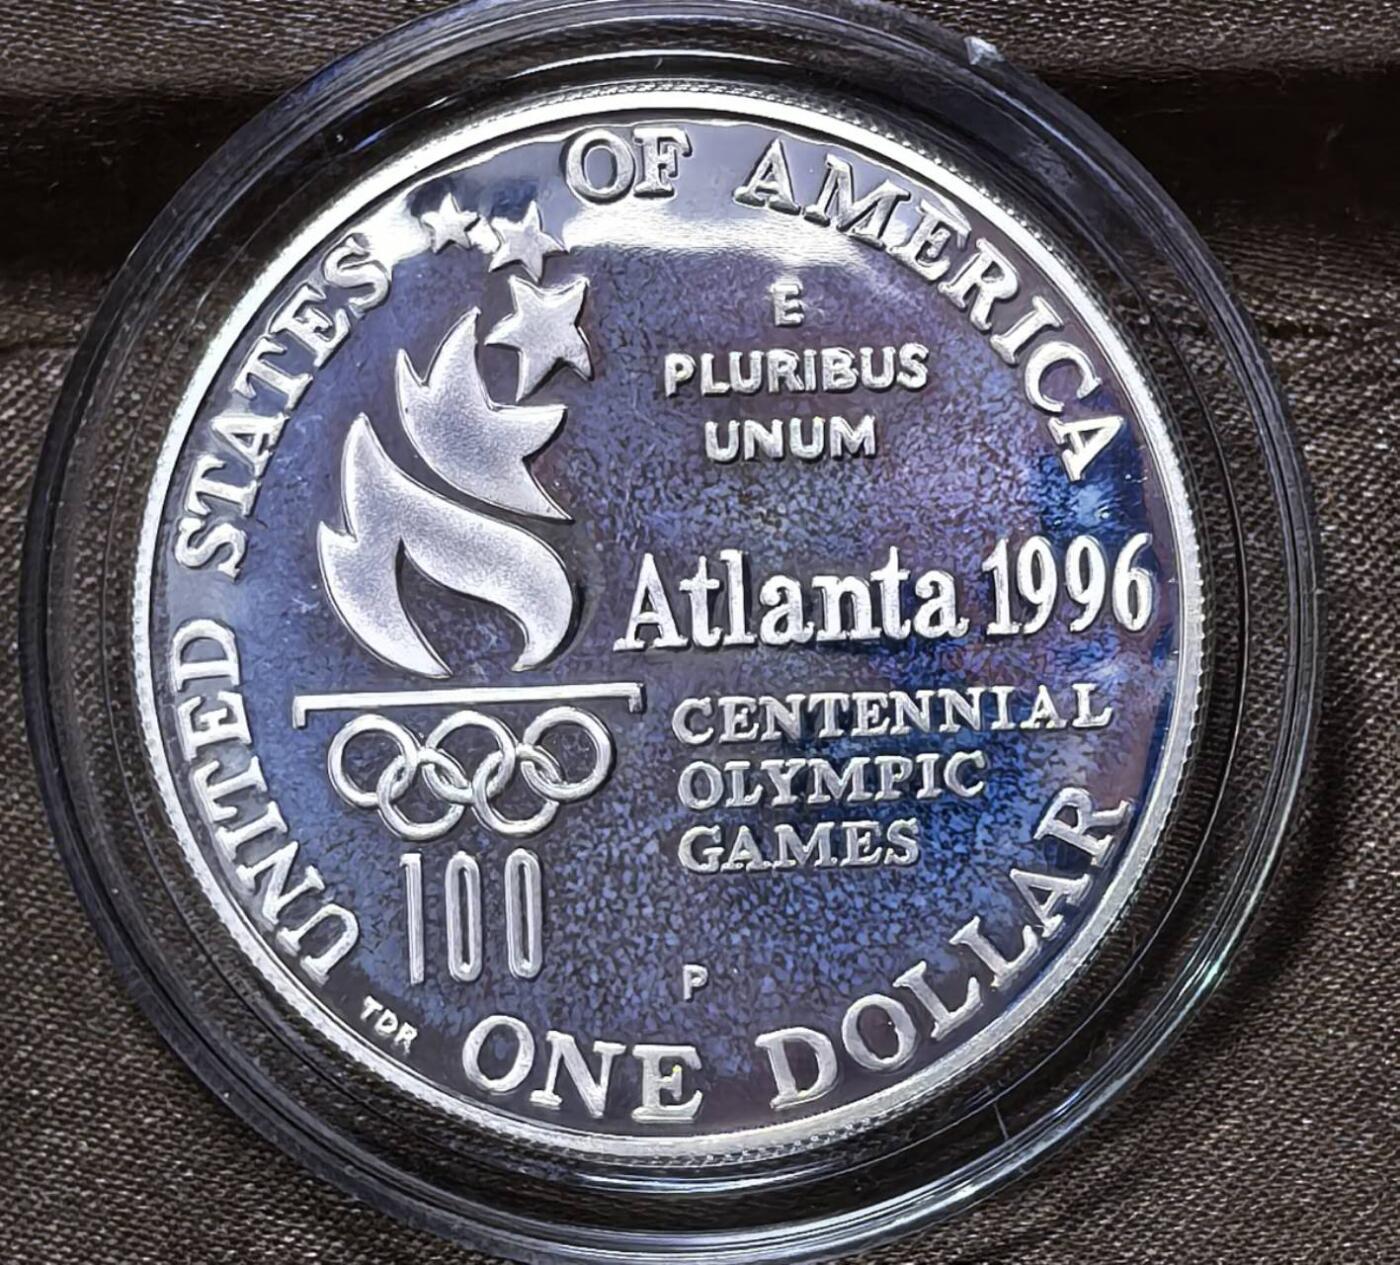 UNITED STATES OF AMERICA
E
PLURIBUS
UNUM
Atlanta 1996
CENTENNIAL
OLYMPIC
GAMES
100
P
TDR
ONE DOLLAR